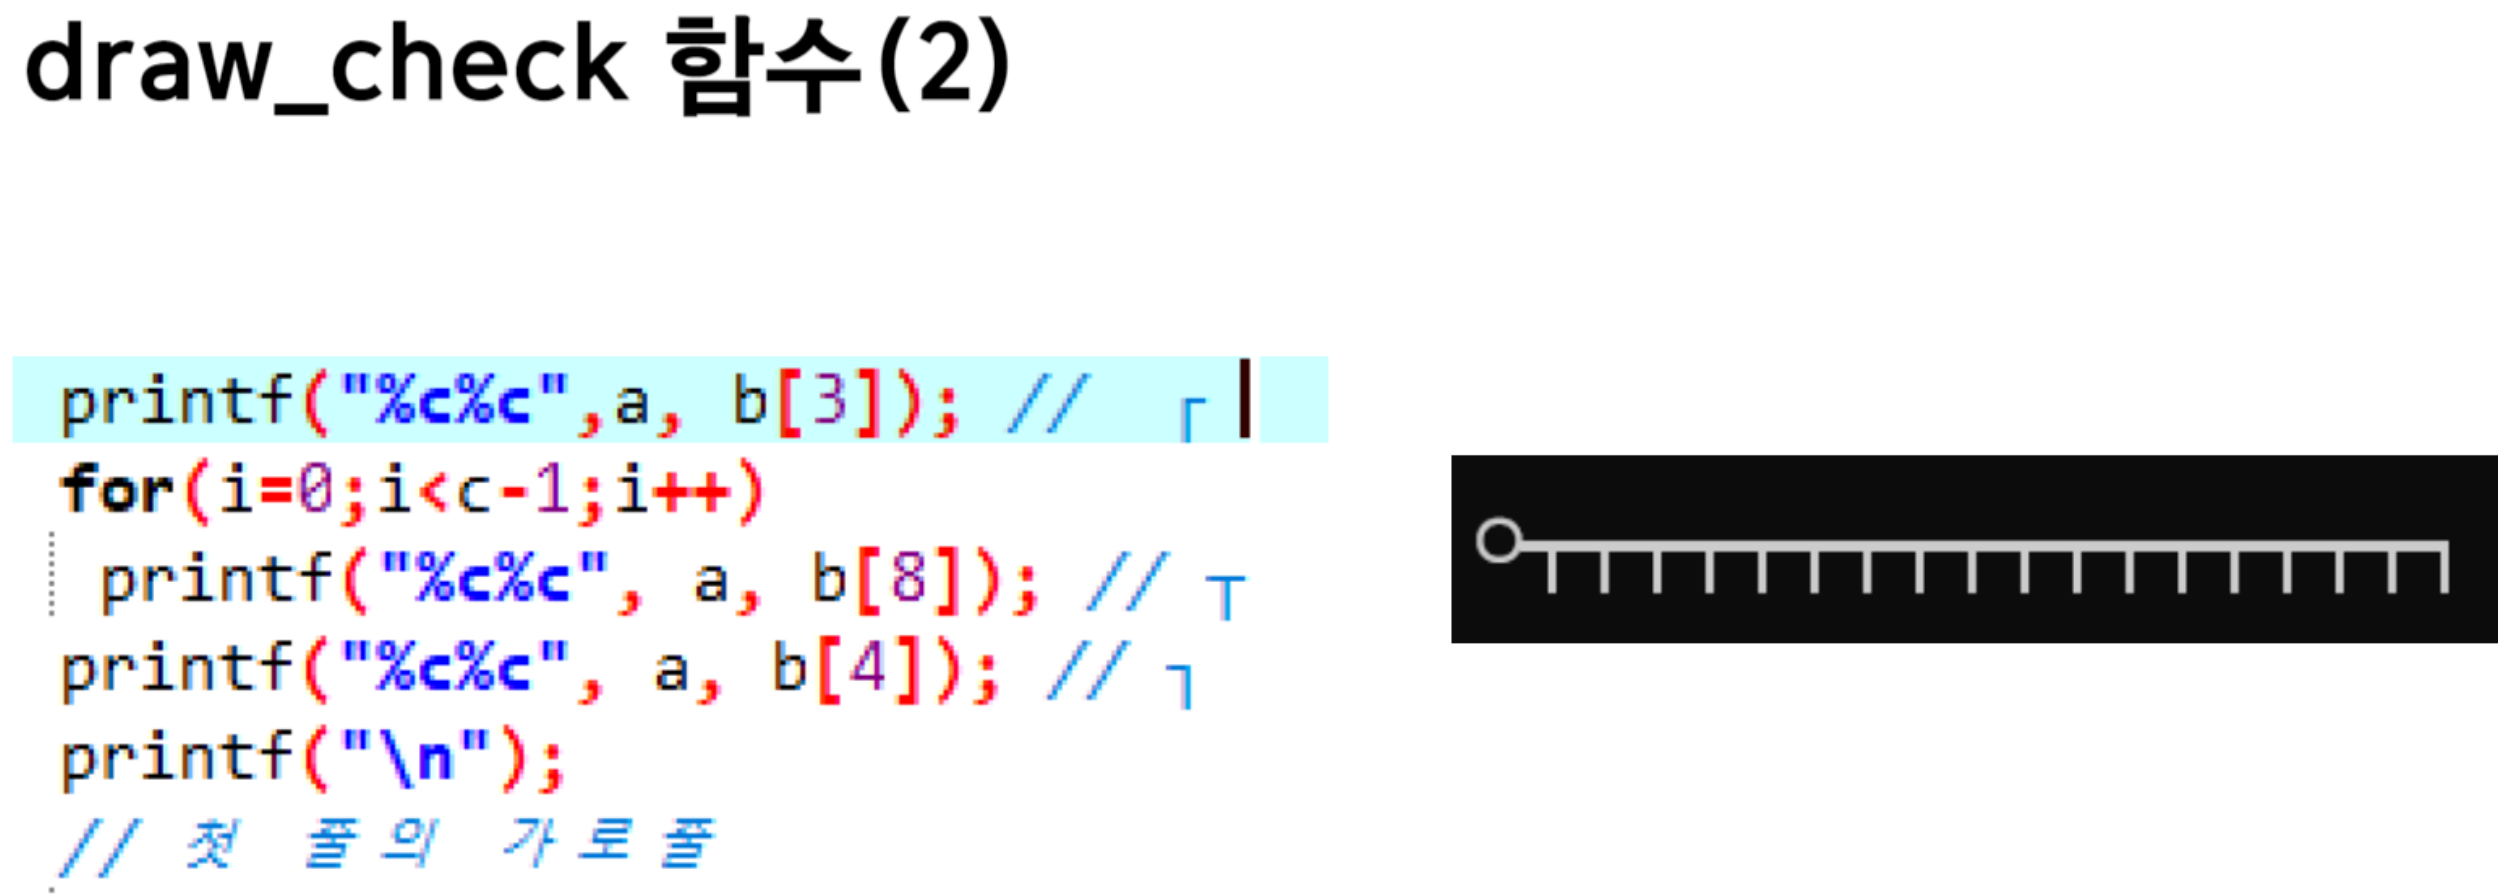 draw_check 함수(2)
printf("%c%c",a, b[3]); // ┌
for(i=0;i<c-1;i++)
printf("%c%c", a, b[8]); // ┬
printf("%c%c", a, b[4]); // ┐
printf("\n");
// 첫 줄의 가로줄